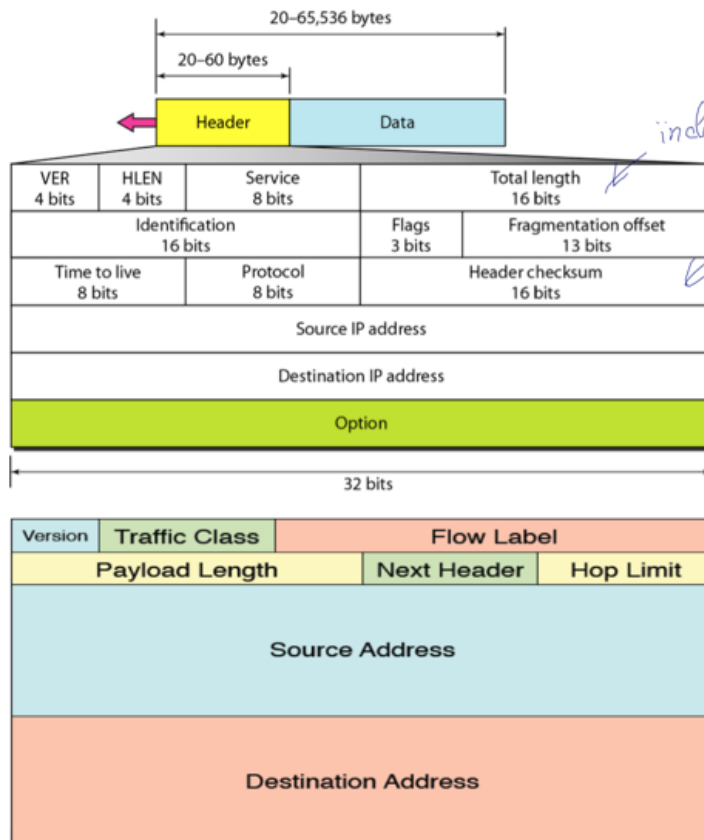 20–65,536 bytes
20–60 bytes
Header Data
VER HLEN Service Total length
4 bits 4 bits 8 bits 16 bits
Identification Flags Fragmentation offset
16 bits 3 bits 13 bits
Time to live Protocol Header checksum
8 bits 8 bits 16 bits
Source IP address
Destination IP address
Option
32 bits
Version Traffic Class Flow Label
Payload Length Next Header Hop Limit
Source Address
Destination Address